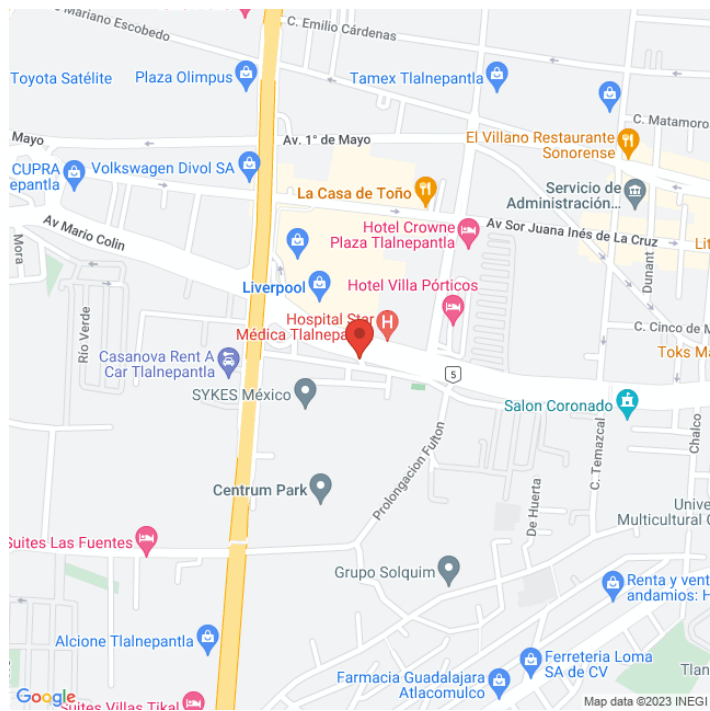 C. Mariano Escobedo
C. Emilio Cárdenas
Toyota Satélite
Plaza Olimpus
Tamex Tlalnepantla
C. Matamoros
Mayo
Av. 1° de Mayo
El Villano Restaurante
Sonorense
CUPRA
Volkswagen Divol SA
La Casa de Toño
Servicio de
Administración...
Av Mario Colin
Mora
Hotel Crowne
Plaza Tlalnepantla
Av Sor Juana Inés de La Cruz
Dunant
Liverpool
Hotel Villa Pórticos
Río Verde
Hospital Star
Médica Tlalnepa
C. Cinco de M
Toks Ma
Casanova Rent A
Car Tlalnepantla
5
SYKES México
Salon Coronado
C. Temazcal
Chalco
Prolongacion Fulton
Centrum Park
De Huerta
Unive
Multicultural C
Suites Las Fuentes
Grupo Solquim
Renta y vent
andamios: H
Alcione Tlalnepantla
Ferreteria Loma
SA de CV
Tlan
Farmacia Guadalajara
Atlacomulco
Suites Villas Tikal
Google
Map data ©2023 INEGI